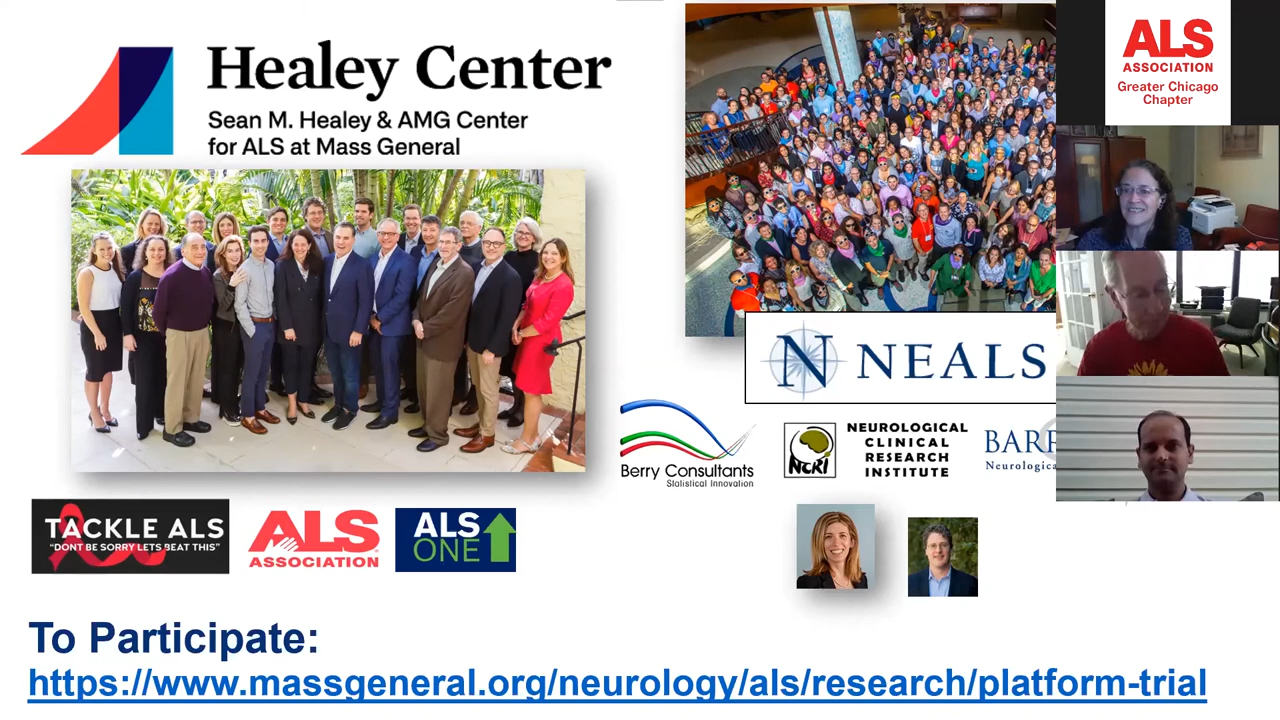 Healey Center
Sean M. Healey & AMG Center
for ALS at Mass General
ALS
ASSOCIATION
Greater Chicago
Chapter
N NEALS
Berry Consultants
Statistical Innovation
NCRI
NEUROLOGICAL
CLINICAL
RESEARCH
INSTITUTE
BARR
Neurological
TACKLE ALS
"DONT BE SORRY LETS BEAT THIS"
ALS
ASSOCIATION
ALS
ONE
To Participate:
https://www.massgeneral.org/neurology/als/research/platform-trial